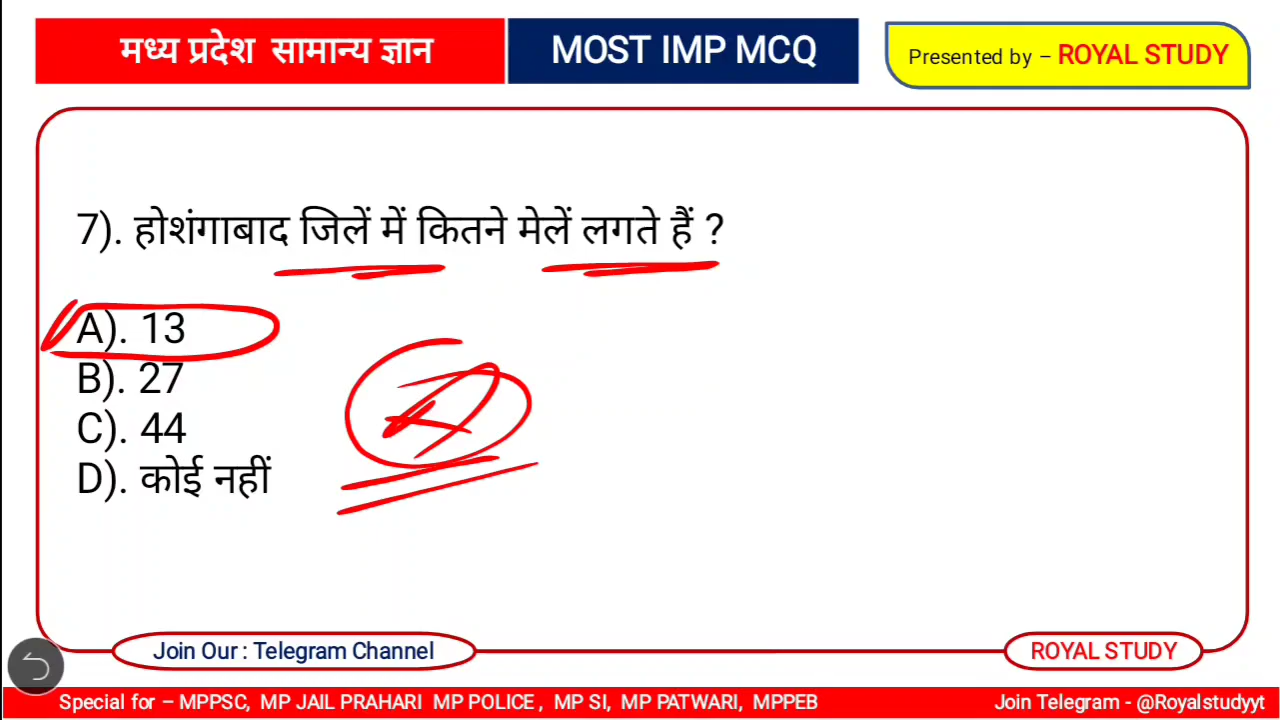 मध्य प्रदेश सामान्य ज्ञान
MOST IMP MCQ
Presented by – ROYAL STUDY
7). होशंगाबाद जिलें में कितने मेलें लगते हैं ?
A). 13
B). 27
C). 44
D). कोई नहीं
Join Our : Telegram Channel
ROYAL STUDY
Special for – MPPSC, MP JAIL PRAHARI MP POLICE , MP SI, MP PATWARI, MPPEB
Join Telegram - @Royalstudyyt